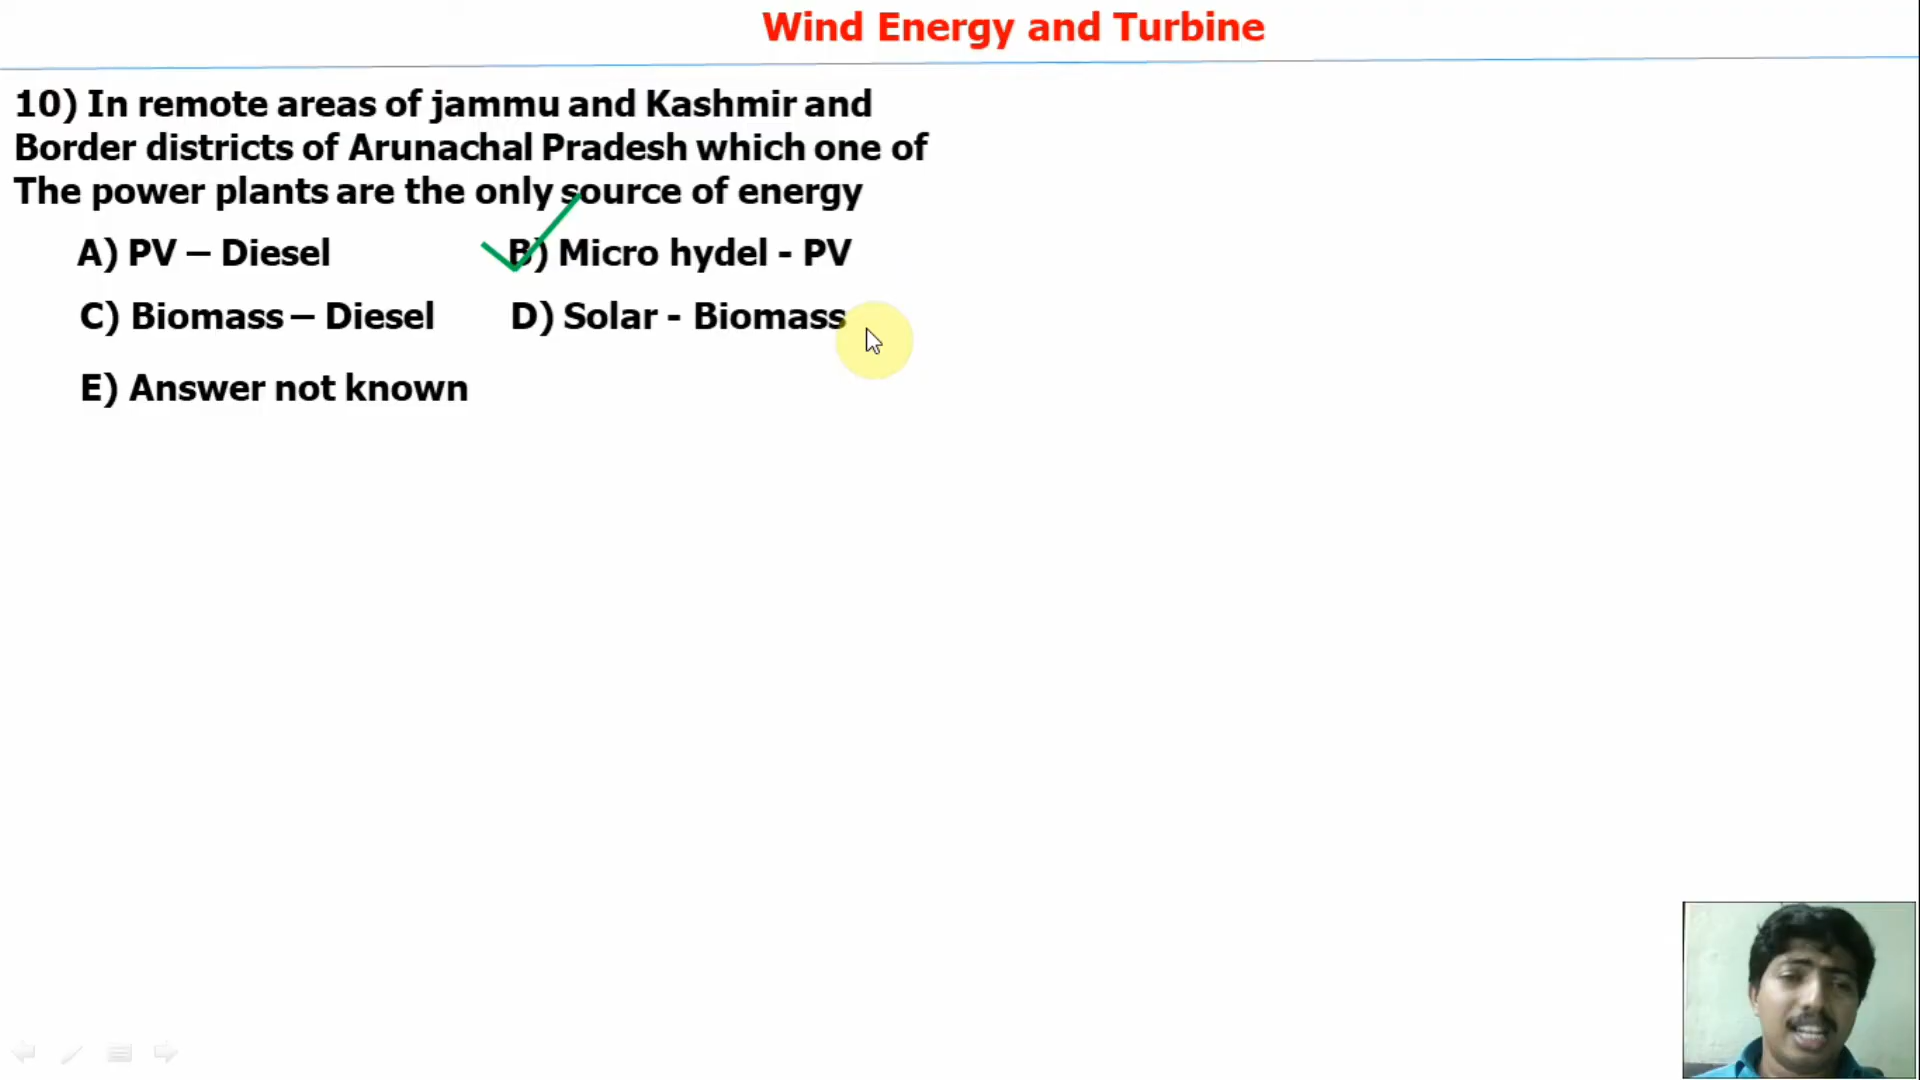 Wind Energy and Turbine
10) In remote areas of jammu and Kashmir and
Border districts of Arunachal Pradesh which one of
The power plants are the only source of energy
A) PV – Diesel
B) Micro hydel - PV
C) Biomass – Diesel
D) Solar - Biomass
E) Answer not known